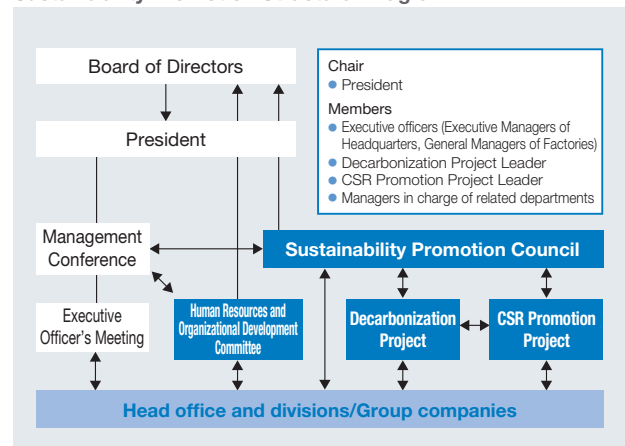 Board of Directors
President
Chair
● President
Members
● Executive officers (Executive Managers of
Headquarters, General Managers of Factories)
● Decarbonization Project Leader
● CSR Promotion Project Leader
● Managers in charge of related departments
Management
Conference
Sustainability Promotion Council
Executive
Officer's Meeting
Human Resources and
Organizational Development
Committee
Decarbonization
Project
CSR Promotion
Project
Head office and divisions/Group companies